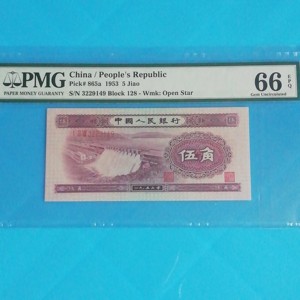 PMG
PAPER MONEY GUARANTY
China / People's Republic
Pick# 865a 1953 5 Jiao
S/N 3229149 Block 128 - Wmk: Open Star
66 EPQ
Gem Uncirculated
中國人民銀行
伍角